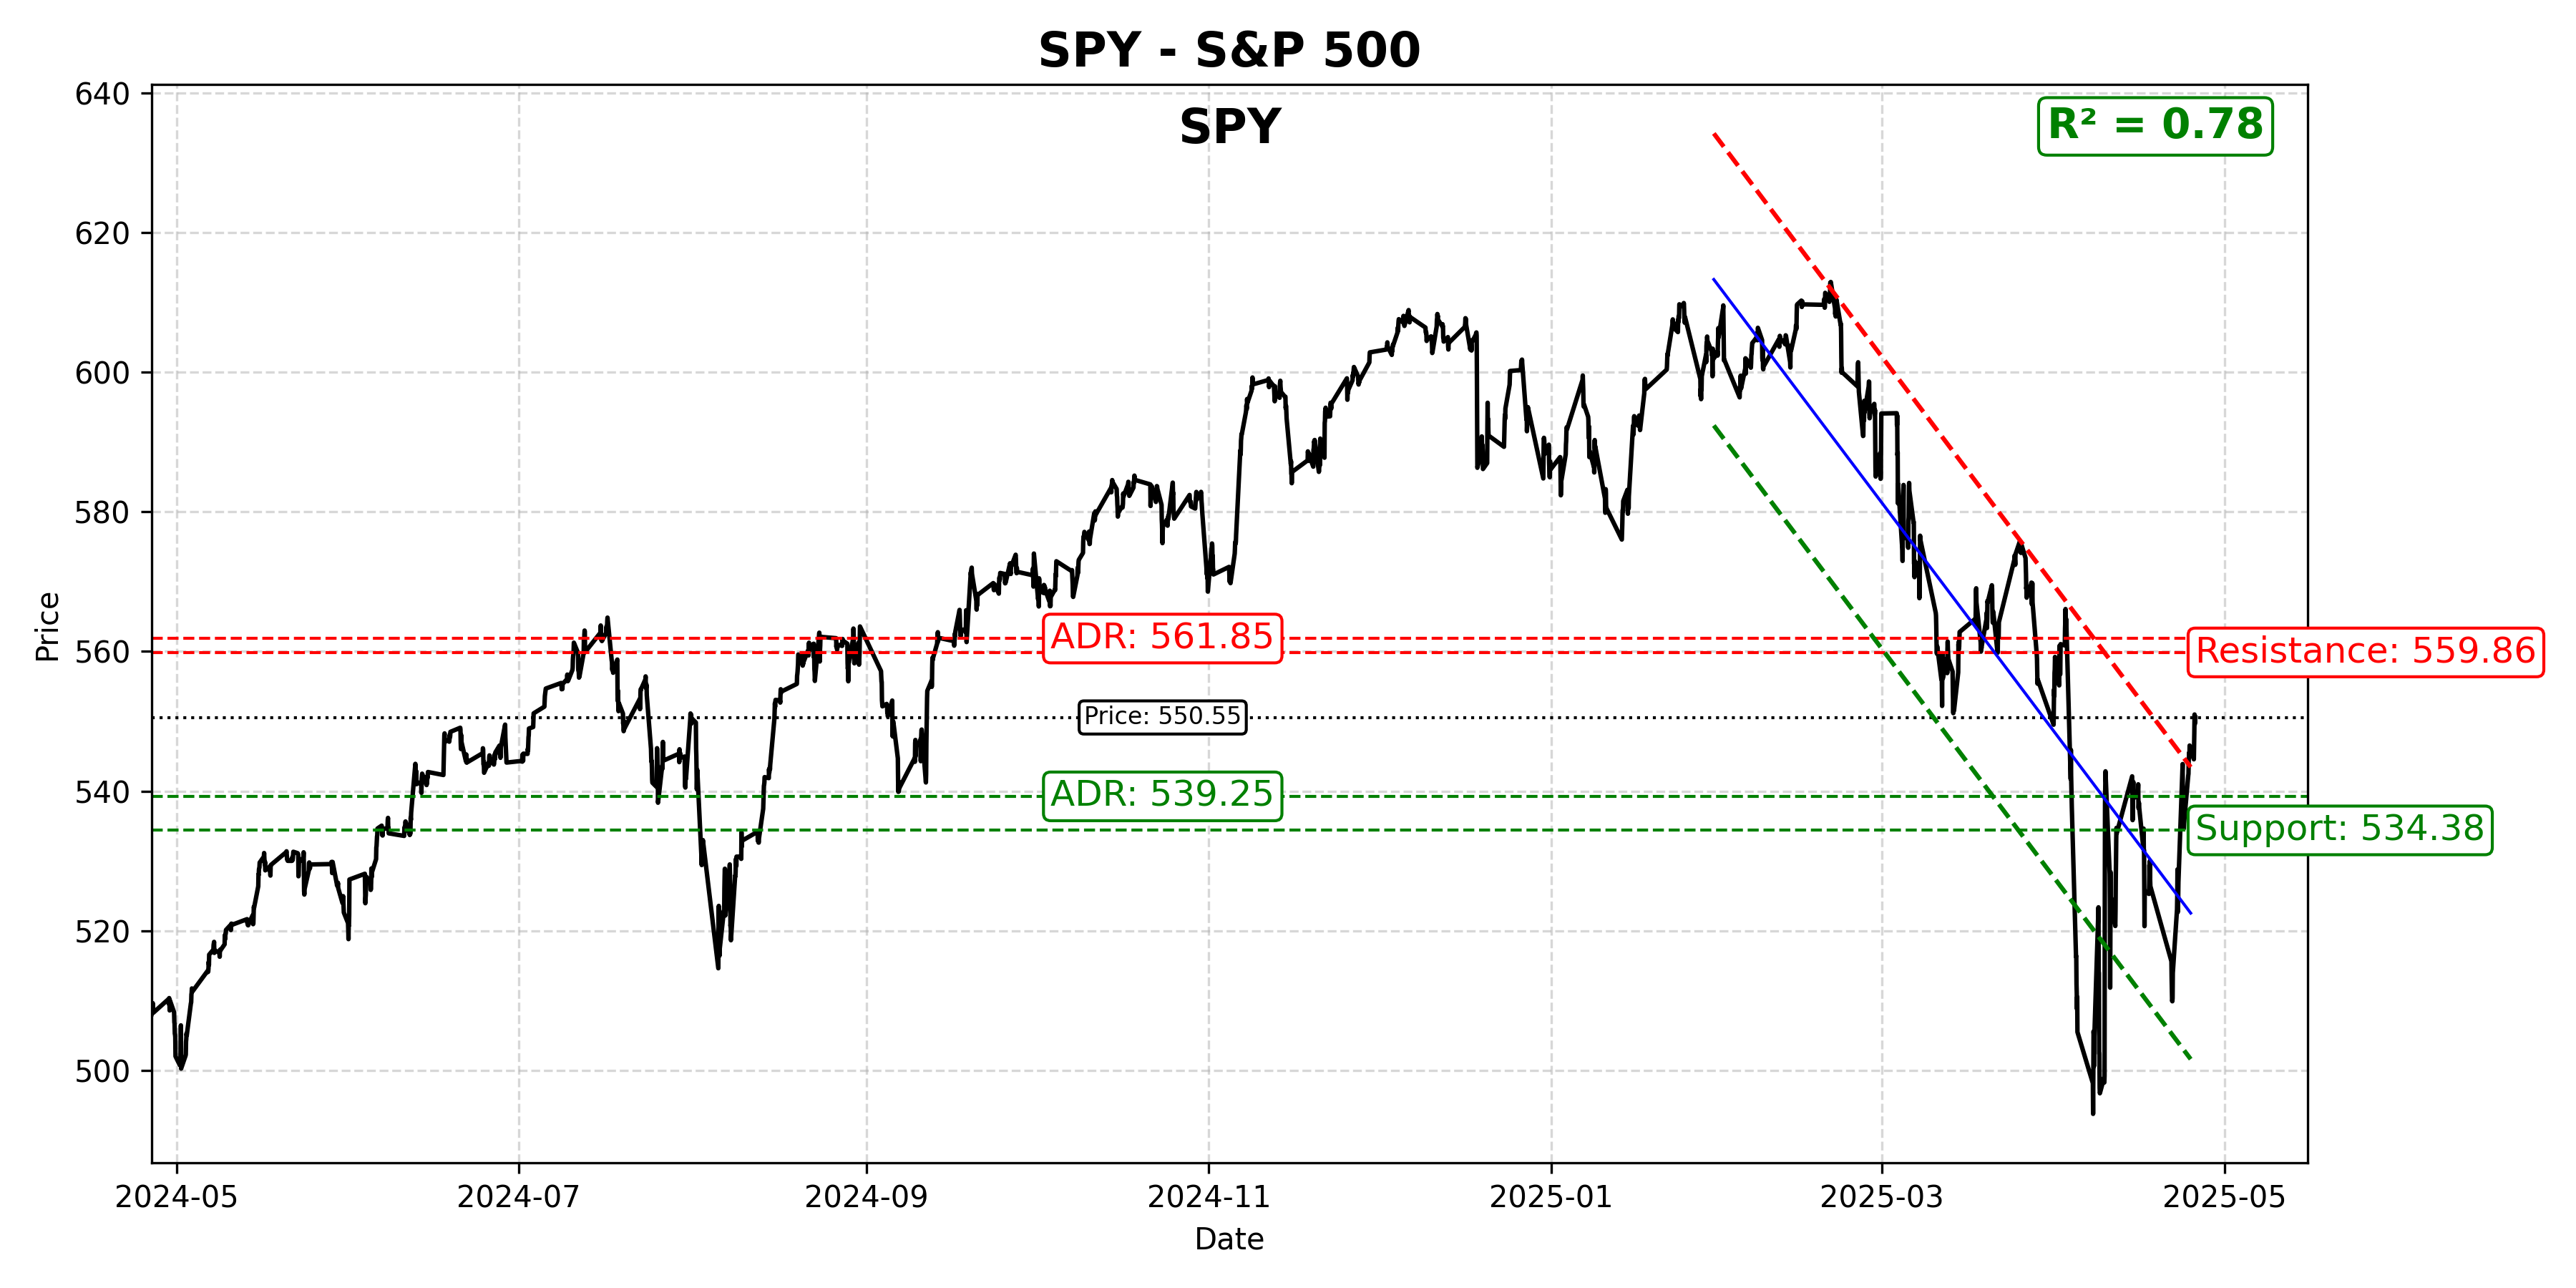 SPY - S&P 500
SPY
R² = 0.78
Price
640
620
600
580
560
540
520
500
ADR: 561.85
Resistance: 559.86
Price: 550.55
ADR: 539.25
Support: 534.38
2024-05
2024-07
2024-09
2024-11
2025-01
2025-03
2025-05
Date